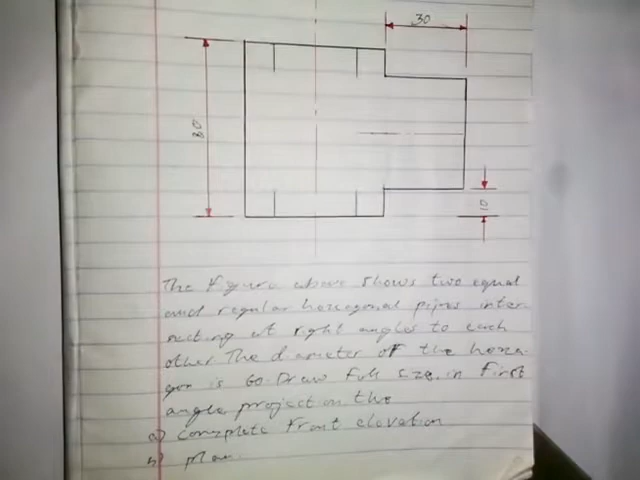 30
80
10
The figure above shows two equal
and regular hexagonal pipes inter-
secting at right angles to each
other The diameter of the hexa-
gon is 60. Draw full size in first
angle projection the
a) complete front elovation
b) plan